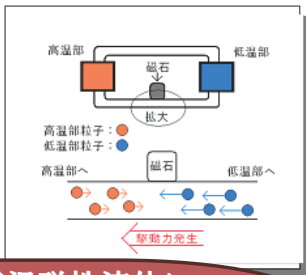 高温部
低温部
磁石
拡大
高温部粒子：
低温部粒子：
高温部へ
磁石
低温部へ
駆動力発生